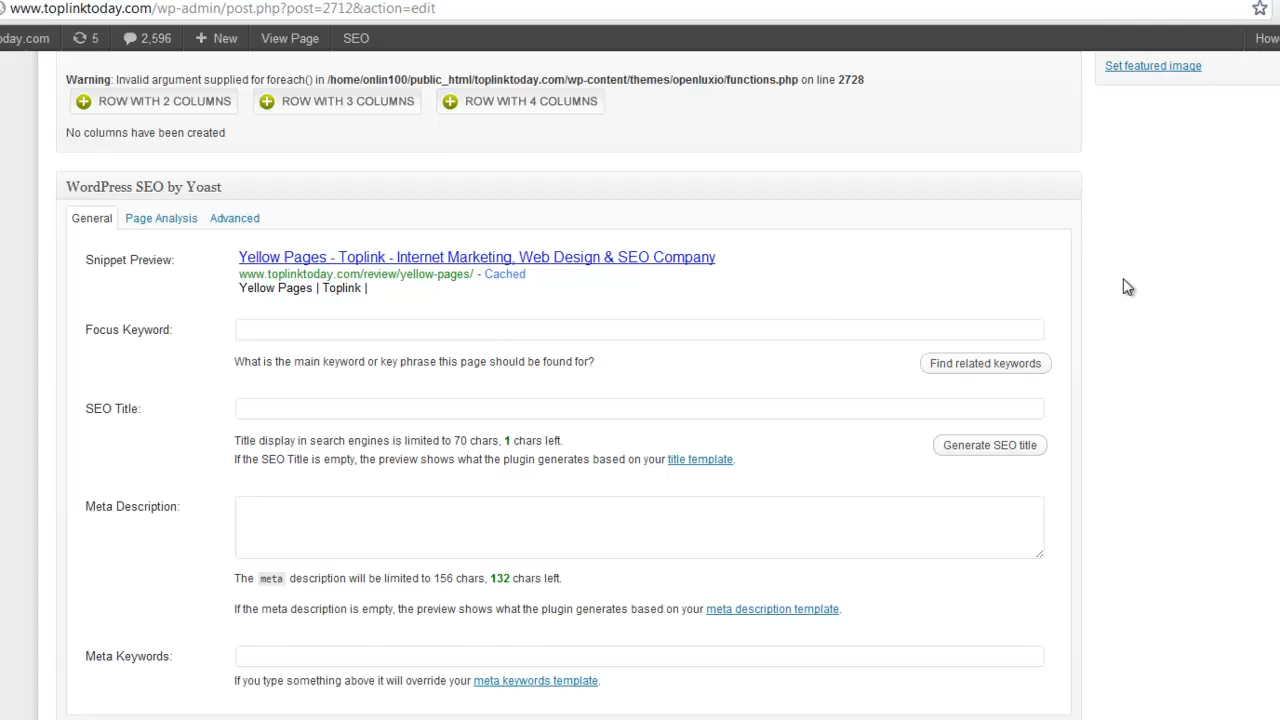 www.toplinktoday.com/wp-admin/post.php?post=2712&action=edit
oday.com 5 2,596 New View Page SEO How
Warning: Invalid argument supplied for foreach() in /home/onlin100/public_html/toplinktoday.com/wp-content/themes/openluxio/functions.php on line 2728
Set featured image
ROW WITH 2 COLUMNS ROW WITH 3 COLUMNS ROW WITH 4 COLUMNS
No columns have been created
WordPress SEO by Yoast
General Page Analysis Advanced
Snippet Preview: Yellow Pages - Toplink - Internet Marketing, Web Design & SEO Company
www.toplinktoday.com/review/yellow-pages/ - Cached
Yellow Pages | Toplink |
Focus Keyword:
What is the main keyword or key phrase this page should be found for? Find related keywords
SEO Title:
Title display in search engines is limited to 70 chars, 1 chars left.
Generate SEO title
If the SEO Title is empty, the preview shows what the plugin generates based on your title template.
Meta Description:
The meta description will be limited to 156 chars, 132 chars left.
If the meta description is empty, the preview shows what the plugin generates based on your meta description template.
Meta Keywords:
If you type something above it will override your meta keywords template.